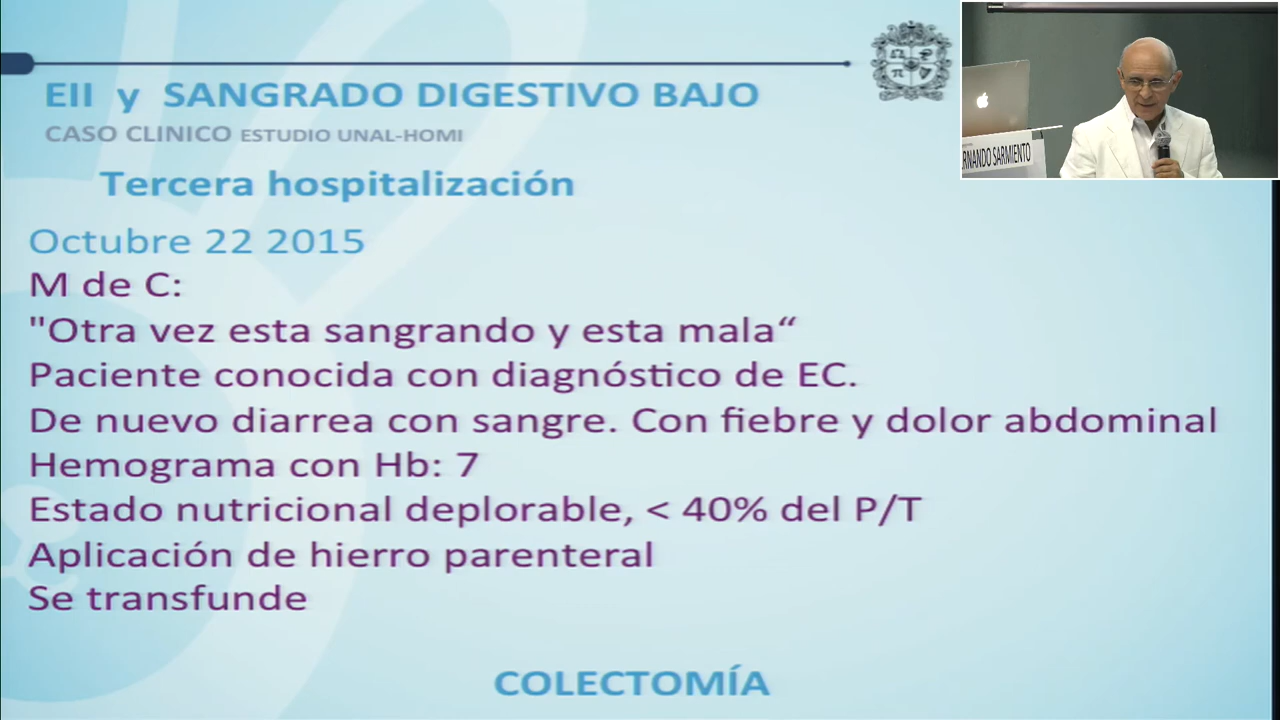 EII y SANGRADO DIGESTIVO BAJO
CASO CLINICO ESTUDIO UNAL-HOMI
Tercera hospitalización
Octubre 22 2015
M de C:
"Otra vez esta sangrando y esta mala“
Paciente conocida con diagnóstico de EC.
De nuevo diarrea con sangre. Con fiebre y dolor abdominal
Hemograma con Hb: 7
Estado nutricional deplorable, < 40% del P/T
Aplicación de hierro parenteral
Se transfunde
COLECTOMÍA
ERNANDO SARMIENTO